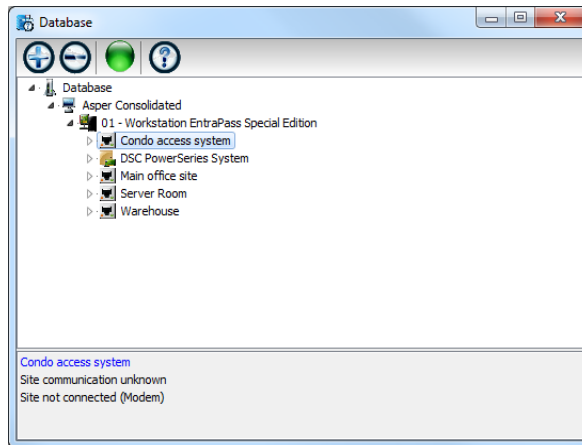 Database
Database
Asper Consolidated
01 - Workstation EntraPass Special Edition
Condo access system
DSC PowerSeries System
Main office site
Server Room
Warehouse
Condo access system
Site communication unknown
Site not connected (Modem)